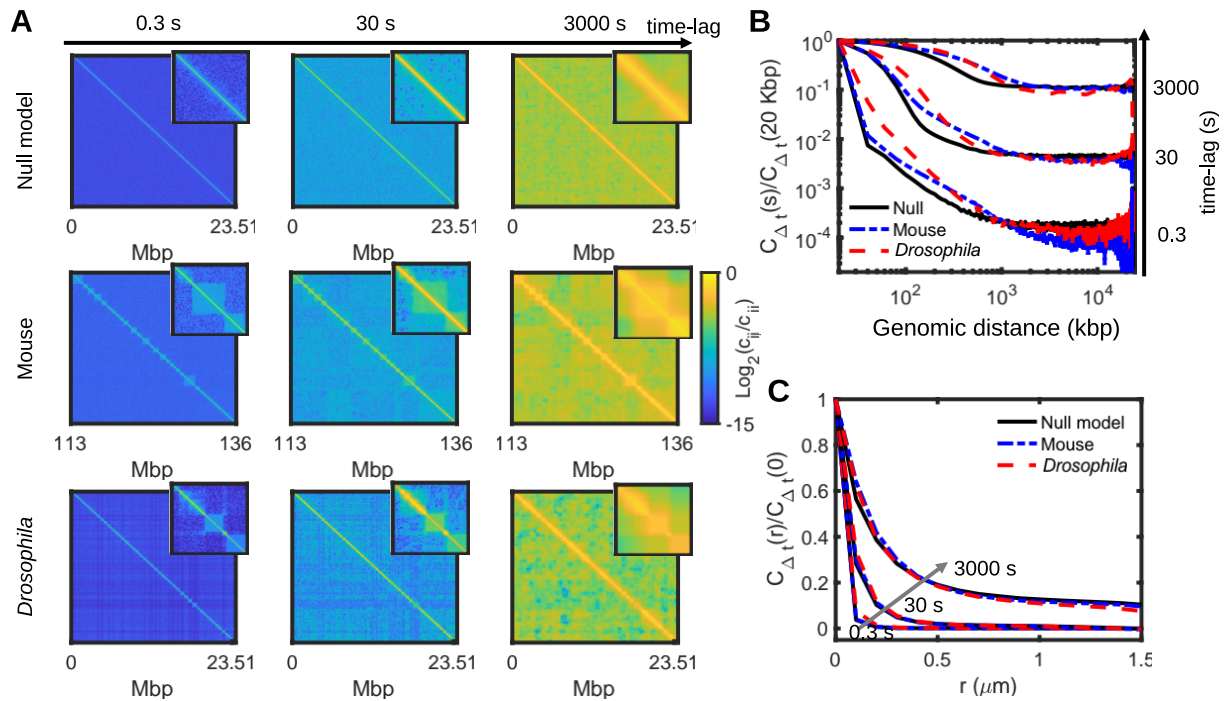 A
0.3 s
30 s
3000 s
time-lag
Null model
0
23.51
0
23.51
0
23.51
Mbp
Mbp
Mbp
Mouse
113
136
113
136
113
136
Mbp
Mbp
Mbp
0
-15
Log2(cij/cii)
Drosophila
0
23.51
0
23.51
0
23.51
Mbp
Mbp
Mbp
B
10^0
10^-1
10^-2
10^-3
10^-4
CΔt(s)/CΔt(20 Kbp)
Null
Mouse
Drosophila
10^2
10^3
10^4
Genomic distance (kbp)
3000
30
0.3
time-lag (s)
C
1
0.8
0.6
0.4
0.2
0
CΔt(r)/CΔt(0)
Null model
Mouse
Drosophila
3000 s
30 s
0.3 s
0
0.5
1
1.5
r (μm)